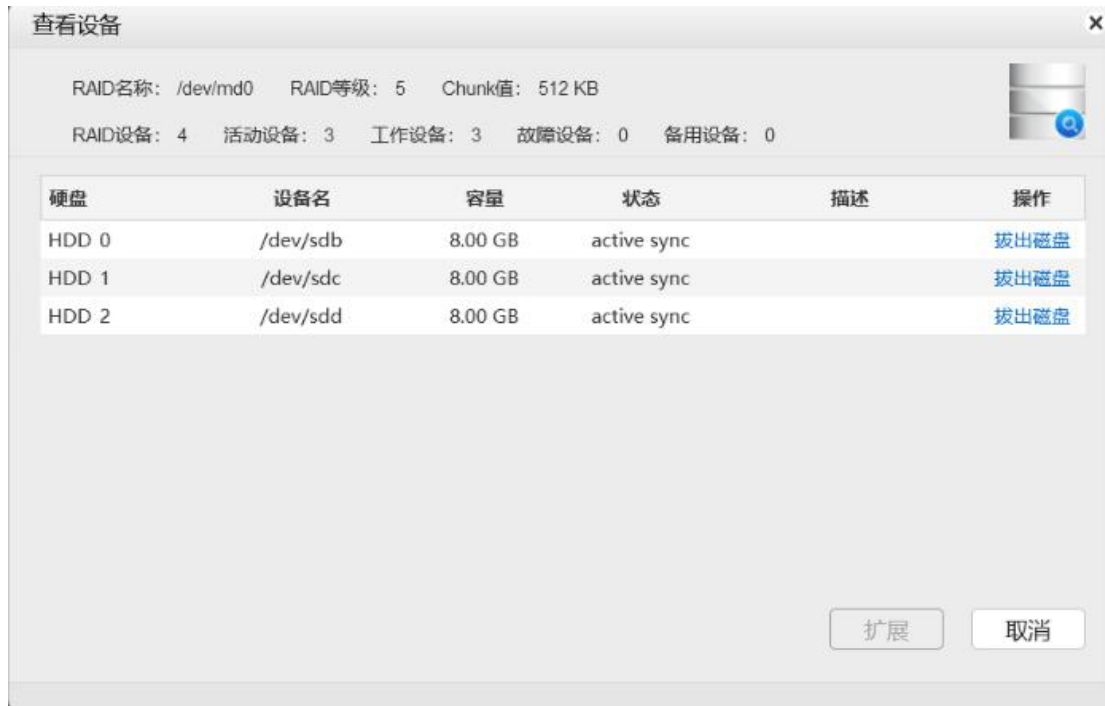 查看设备
RAID名称： /dev/md0 RAID等级： 5 Chunk值： 512 KB
RAID设备： 4 活动设备： 3 工作设备： 3 故障设备： 0 备用设备： 0
硬盘 设备名 容量 状态 描述 操作
HDD 0 /dev/sdb 8.00 GB active sync 拔出磁盘
HDD 1 /dev/sdc 8.00 GB active sync 拔出磁盘
HDD 2 /dev/sdd 8.00 GB active sync 拔出磁盘
扩展 取消